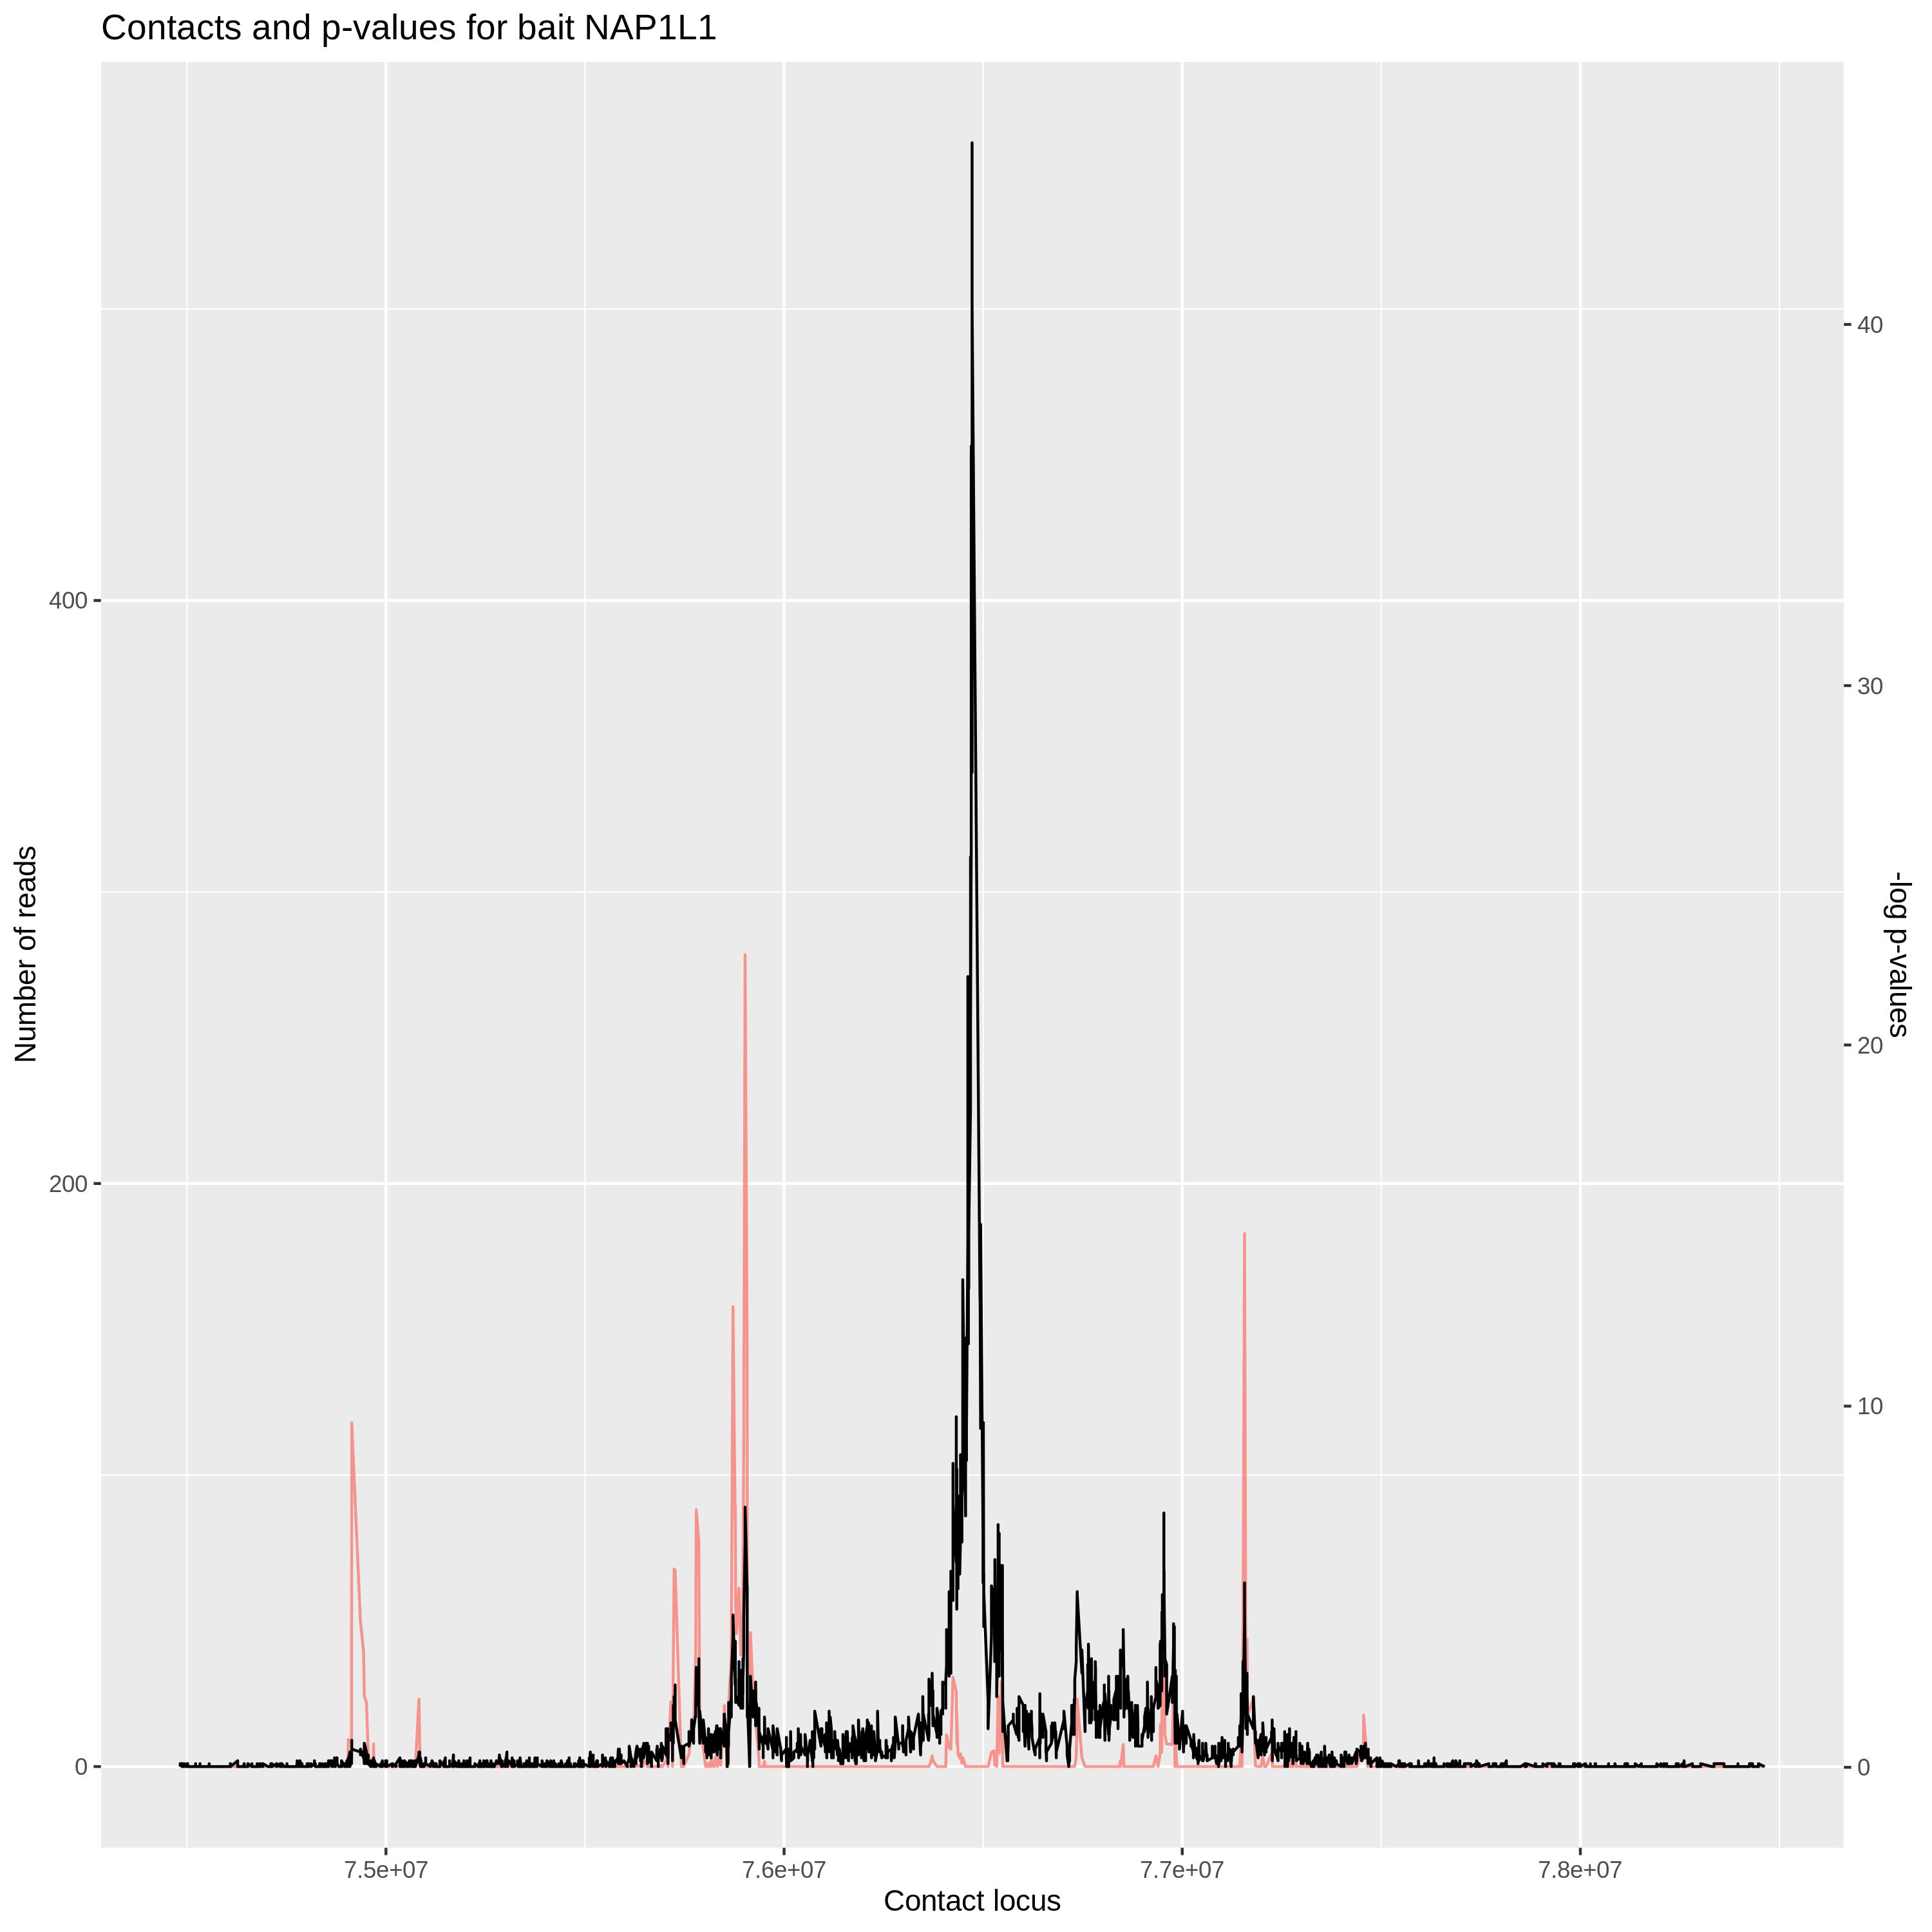 Contacts and p-values for bait NAP1L1
Number of reads
400
200
0
-log p-values
40
30
20
10
0
7.5e+07
7.6e+07
7.7e+07
7.8e+07
Contact locus